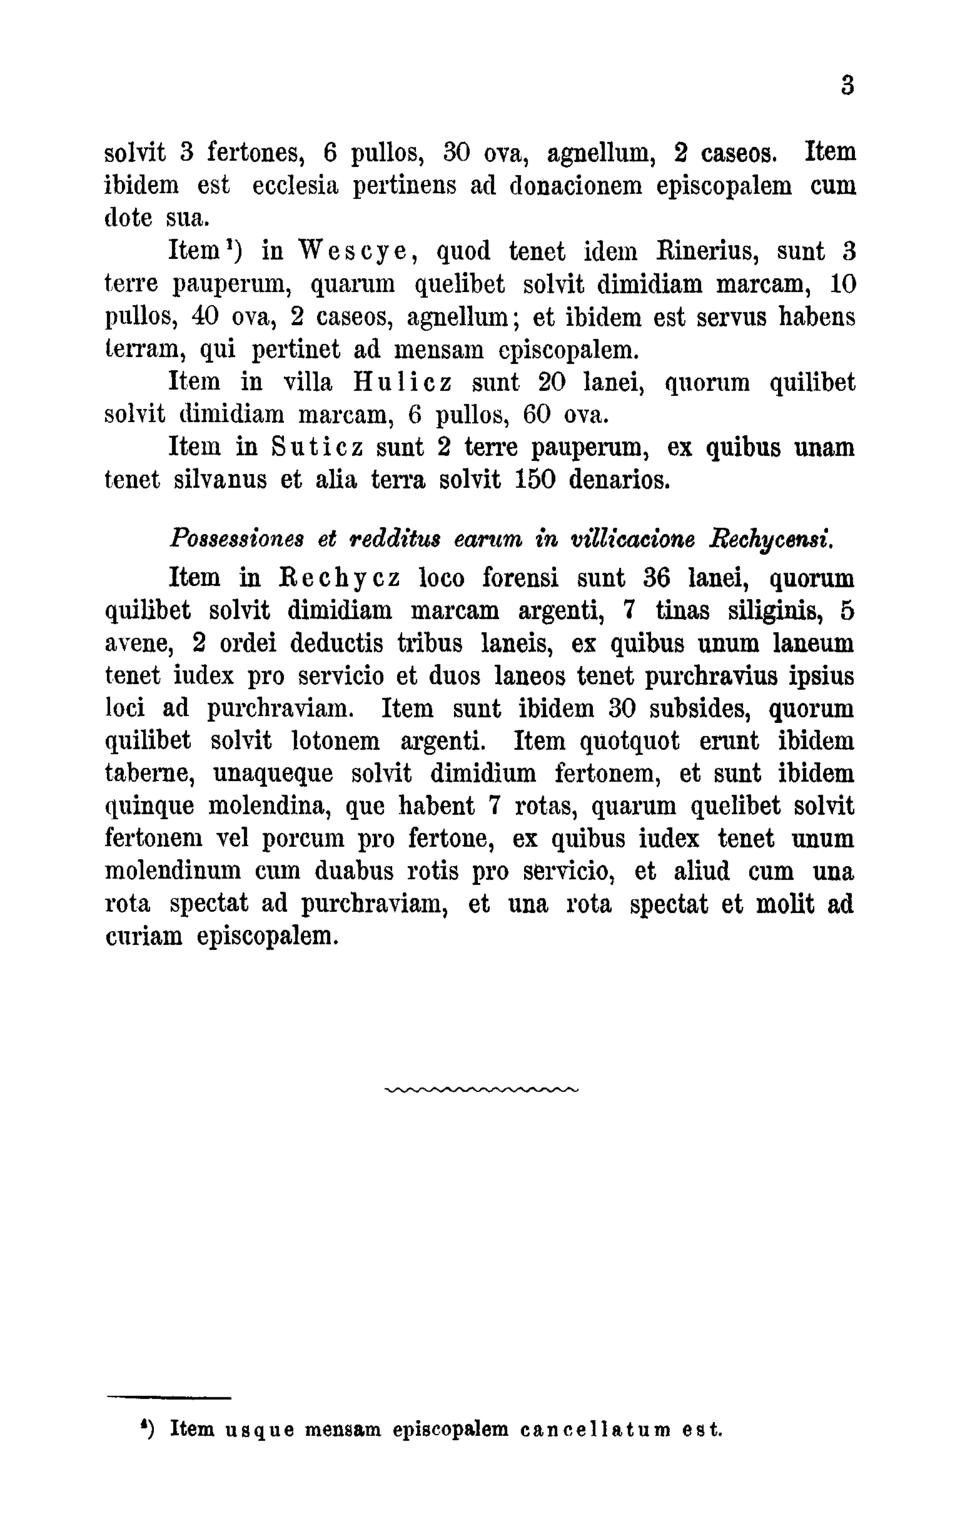 3
solvit 3 fertones, 6 pullos, 30 ova, agnellum, 2 caseos. Item
ibidem est ecclesia pertinens ad donacionem episcopalem cum
dote sua.
Item¹) in Wescye, quod tenet idem Rinerius, sunt 3
terre pauperum, quarum quelibet solvit dimidiam marcam, 10
pullos, 40 ova, 2 caseos, agnellum; et ibidem est servus habens
terram, qui pertinet ad mensam episcopalem.
Item in villa Hulicz sunt 20 lanei, quorum quilibet
solvit dimidiam marcam, 6 pullos, 60 ova.
Item in Suticz sunt 2 terre pauperum, ex quibus unam
tenet silvanus et alia terra solvit 150 denarios.
Possessiones et redditus earum in villicacione Rechycensi.
Item in Rechycz loco forensi sunt 36 lanei, quorum
quilibet solvit dimidiam marcam argenti, 7 tinas siliginis, 5
avene, 2 ordei deductis tribus laneis, ex quibus unum laneum
tenet iudex pro servicio et duos laneos tenet purchravius ipsius
loci ad purchraviam. Item sunt ibidem 30 subsides, quorum
quilibet solvit lotonem argenti. Item quotquot erunt ibidem
taberne, unaqueque solvit dimidium fertonem, et sunt ibidem
quinque molendina, que habent 7 rotas, quarum quelibet solvit
fertonem vel porcum pro fertone, ex quibus iudex tenet unum
molendinum cum duabus rotis pro servicio, et aliud cum una
rota spectat ad purchraviam, et una rota spectat et molit ad
curiam episcopalem.
⁴) Item usque mensam episcopalem cancellatum est.